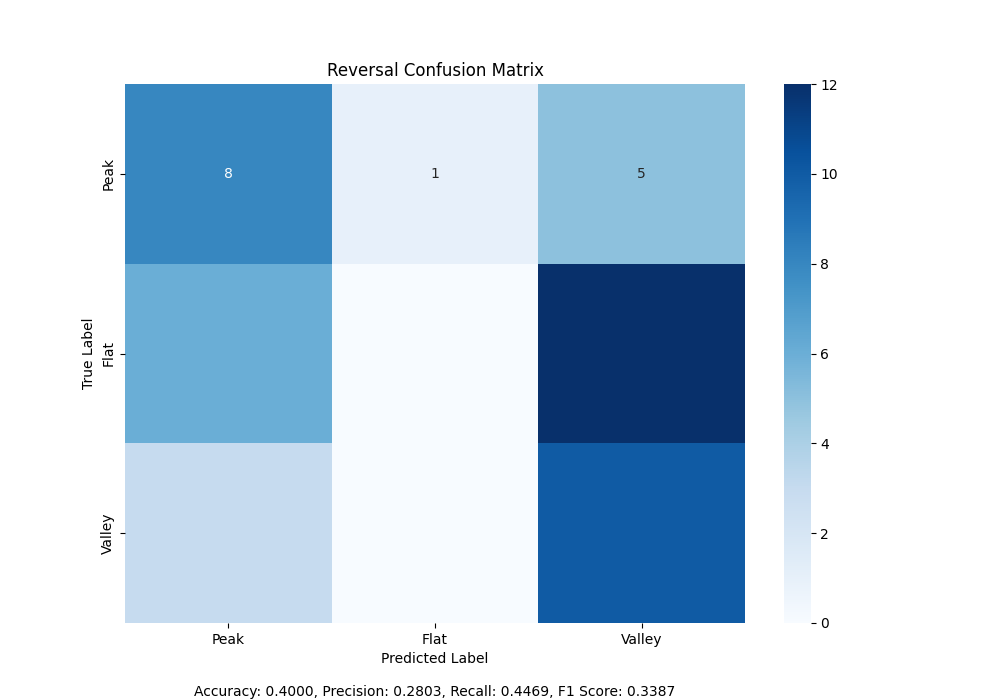 Reversal Confusion Matrix
12
10
8
6
4
2
0
True Label
Peak
Flat
Valley
8 1 5
Peak Flat Valley
Predicted Label
Accuracy: 0.4000, Precision: 0.2803, Recall: 0.4469, F1 Score: 0.3387